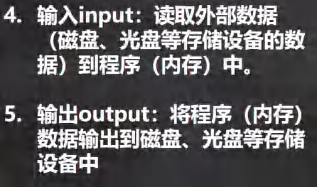 4. 输入input：读取外部数据
（磁盘、光盘等存储设备的数
据）到程序（内存）中。
5. 输出output：将程序（内存）
数据输出到磁盘、光盘等存储
设备中